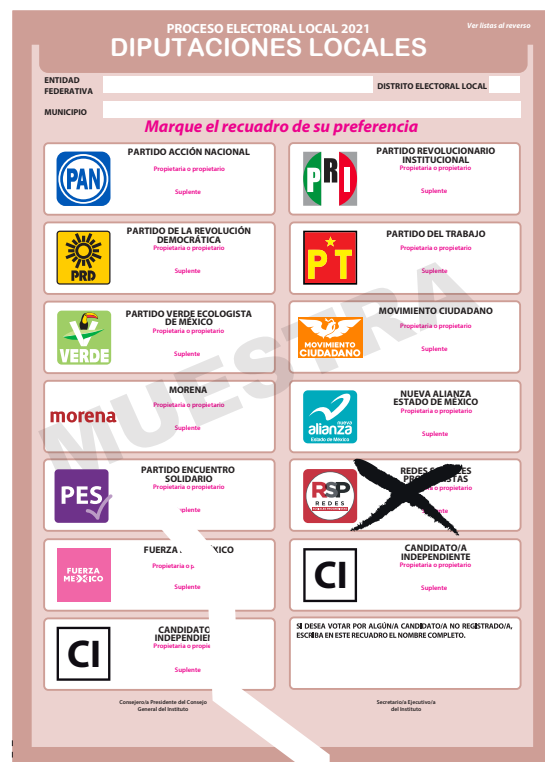 PROCESO ELECTORAL LOCAL 2021
Ver listas al reverso
DIPUTACIONES LOCALES
ENTIDAD
FEDERATIVA
DISTRITO ELECTORAL LOCAL
MUNICIPIO
Marque el recuadro de su preferencia
PAN
PARTIDO ACCIÓN NACIONAL
Propietaria o propietario
Suplente
PRI
PARTIDO REVOLUCIONARIO
INSTITUCIONAL
Propietaria o propietario
Suplente
PRD
PARTIDO DE LA REVOLUCIÓN
DEMOCRÁTICA
Propietaria o propietario
Suplente
PT
PARTIDO DEL TRABAJO
Propietaria o propietario
Suplente
VERDE
PARTIDO VERDE ECOLOGISTA
DE MÉXICO
Propietaria o propietario
Suplente
MOVIMIENTO
CIUDADANO
MOVIMIENTO CIUDADANO
Propietaria o propietario
Suplente
MUESTRA
morena
MORENA
Propietaria o propietario
Suplente
nueva
alianza
Estado de México
NUEVA ALIANZA
ESTADO DE MÉXICO
Propietaria o propietario
Suplente
PES
PARTIDO ENCUENTRO
SOLIDARIO
Propietaria o propietario
RSP
REDES
REDES
o propietario
FUERZA
MEXICO
FUERZA
Propietaria o
Suplente
CI
CANDIDATO/A
INDEPENDIENTE
Propietaria o propietario
Suplente
CI
CANDIDATO
Propietaria o
Suplente
SI DESEA VOTAR POR ALGÚN/A CANDIDATO/A NO REGISTRADO/A,
ESCRIBA EN ESTE RECUADRO EL NOMBRE COMPLETO.
Consejero/a Presidente del Consejo
General del Instituto
Secretario/a Ejecutivo/a
del Instituto